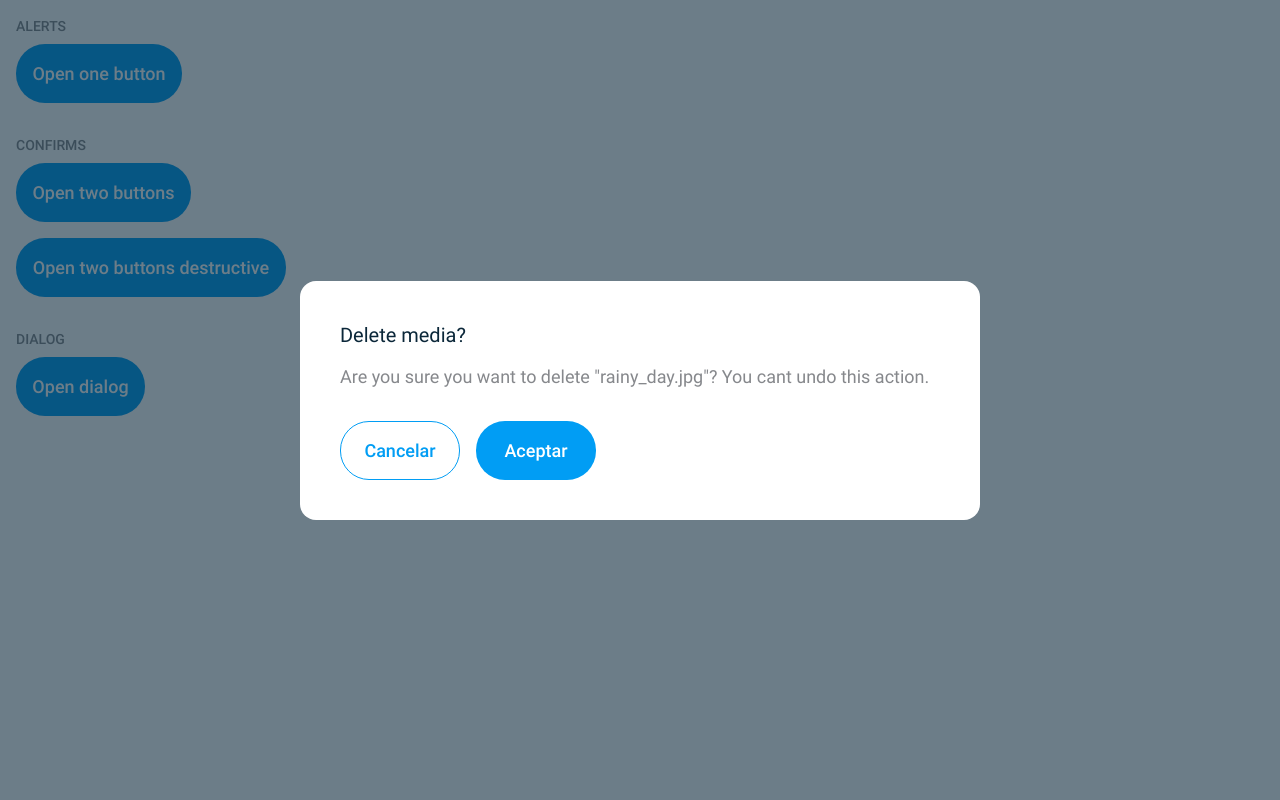 ALERTS
Open one button
CONFIRMS
Open two buttons
Open two buttons destructive
DIALOG
Open dialog
Delete media?
Are you sure you want to delete "rainy_day.jpg"? You cant undo this action.
Cancelar
Aceptar